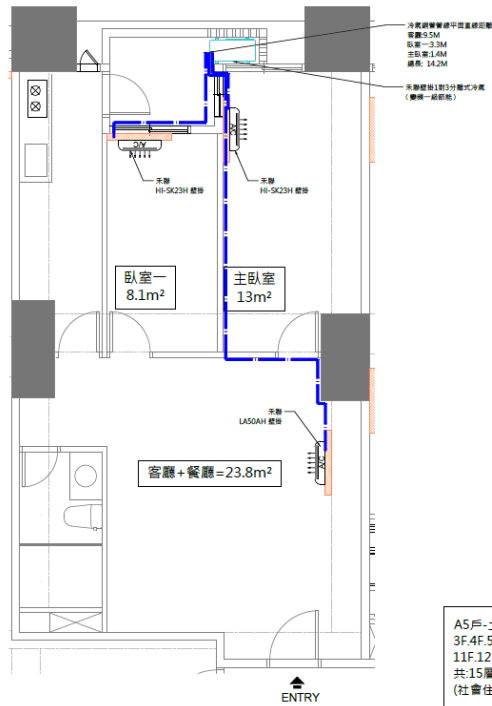 冷氣銅管管線平面直線距離
客廳:9.5M
臥室一:3.3M
主臥室:1.4M
總長: 14.2M
禾聯壁掛1對3分離式冷氣
(變頻一級節能)
A/C
A/C
禾聯
HI-SK23H 壁掛
禾聯
HI-SK23H 壁掛
臥室一
8.1m²
主臥室
13m²
禾聯
LA50AH 壁掛
A/C
客廳+餐廳=23.8m²
A5戶-
3F.4F.5
11F.12
共:15層
(社會住
ENTRY